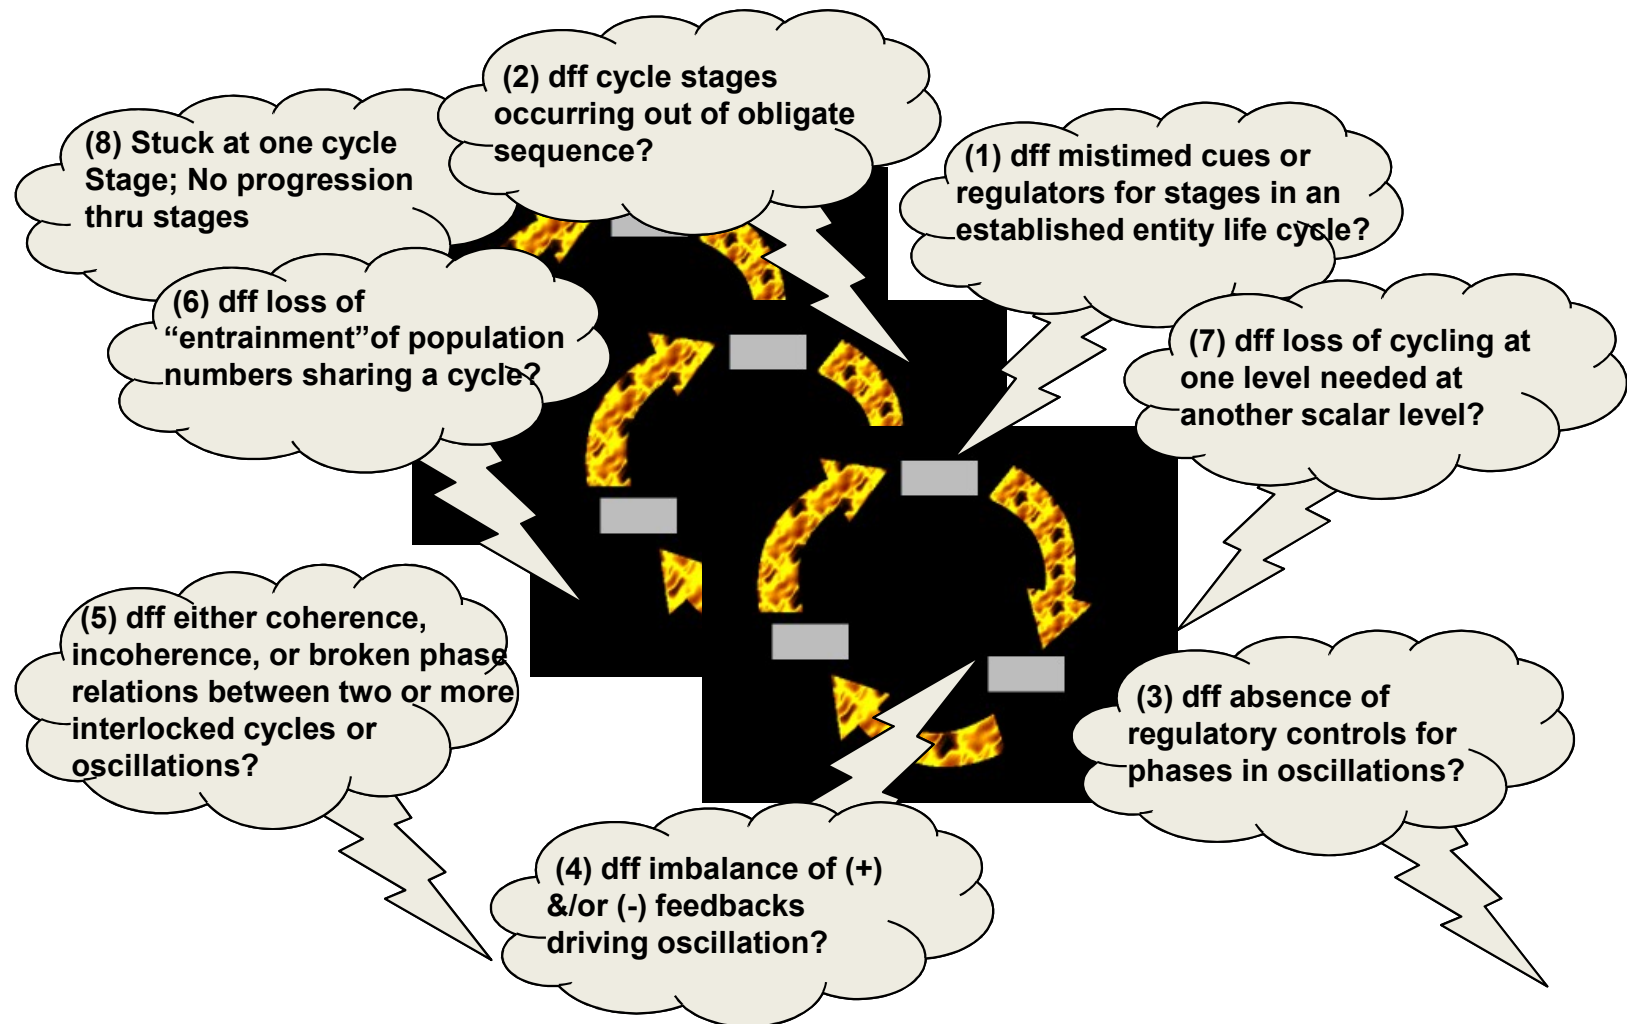 (2) dff cycle stages
occurring out of obligate
sequence?
(8) Stuck at one cycle
Stage; No progression
thru stages
(1) dff mistimed cues or
regulators for stages in an
established entity life cycle?
(6) dff loss of
“entrainment”of population
numbers sharing a cycle?
(7) dff loss of cycling at
one level needed at
another scalar level?
(5) dff either coherence,
incoherence, or broken phase
relations between two or more
interlocked cycles or
oscillations?
(3) dff absence of
regulatory controls for
phases in oscillations?
(4) dff imbalance of (+)
&/or (-) feedbacks
driving oscillation?